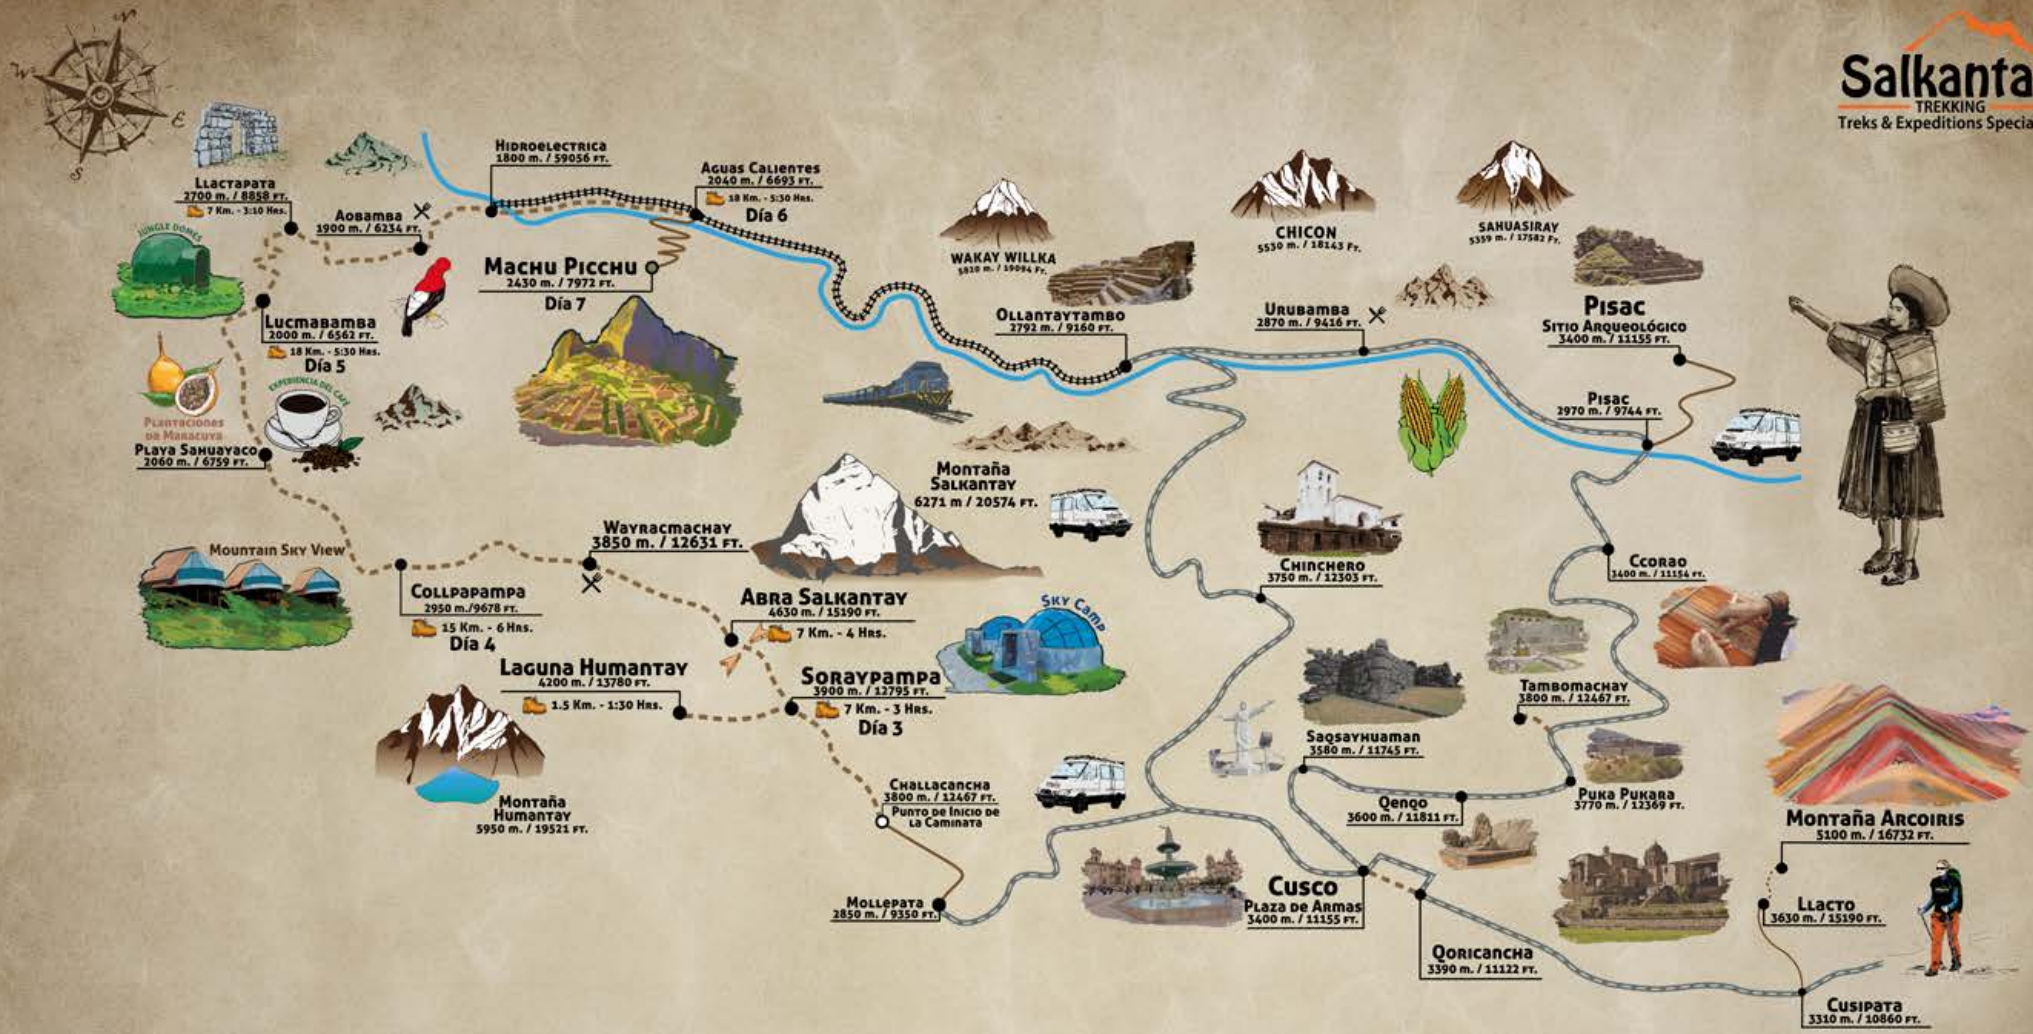 N
W
E
S
Salkanta
TREKKING
Treks & Expeditions Specia
LLACTAPATA
2700 m. / 8858 FT.
7 Km. - 3:10 Hrs.
AOBAMBA
1900 m. / 6234 FT.
HIDROELECTRICA
1800 m. / 59056 FT.
AGUAS CALIENTES
2040 m. / 6693 FT.
18 Km. - 5:30 Hrs.
Día 6
JUNGLE DOMES
MACHU PICCHU
2430 m. / 7972 FT.
Día 7
LUCMABAMBA
2000 m. / 6562 FT.
18 Km. - 5:30 Hrs.
Día 5
EXPERIENCIA DEL CAFÉ
PLANTACIONES
DE MARACUYA
PLAYA SAHUAYACO
2060 m. / 6759 FT.
WAKAY WILLKA
5820 m. / 19094 FT.
CHICON
5530 m. / 18143 FT.
SAHUASIRAY
5359 m. / 17582 FT.
OLLANTAYTAMBO
2792 m. / 9160 FT.
URUBAMBA
2870 m. / 9416 FT.
PISAC
SITIO ARQUEOLÓGICO
3400 m. / 11155 FT.
PISAC
2970 m. / 9744 FT.
MONTAÑA
SALKANTAY
6271 m / 20574 FT.
WAYRACMACHAY
3850 m. / 12631 FT.
MOUNTAIN SKY VIEW
COLLPAPAMPA
2950 m./9678 FT.
15 Km. - 6 Hrs.
Día 4
ABRA SALKANTAY
4630 m. / 15190 FT.
7 Km. - 4 Hrs.
SKY CAMP
CHINCHERO
3750 m. / 12303 FT.
CCORAO
3400 m. / 11154 FT.
LAGUNA HUMANTAY
4200 m. / 13780 FT.
1.5 Km. - 1:30 Hrs.
SORAYPAMPA
3900 m. / 12795 FT.
7 Km. - 3 Hrs.
Día 3
TAMBOMACHAY
3800 m. / 12467 FT.
SAQSAYHUAMAN
3580 m. / 11745 FT.
MONTAÑA
HUMANTAY
5950 m. / 19521 FT.
CHALLACANCHA
3800 m. / 12467 FT.
PUNTO DE INICIO DE
LA CAMINATA
QENQO
3600 m. / 11811 FT.
PUKA PUKARA
3770 m. / 12369 FT.
MONTAÑA ARCOIRIS
5100 m. / 16732 FT.
MOLLEPATA
2850 m. / 9350 FT.
CUSCO
PLAZA DE ARMAS
3400 m. / 11155 FT.
LLACTO
3630 m. / 15190 FT.
QORICANCHA
3390 m. / 11122 FT.
CUSIPATA
3310 m. / 10860 FT.